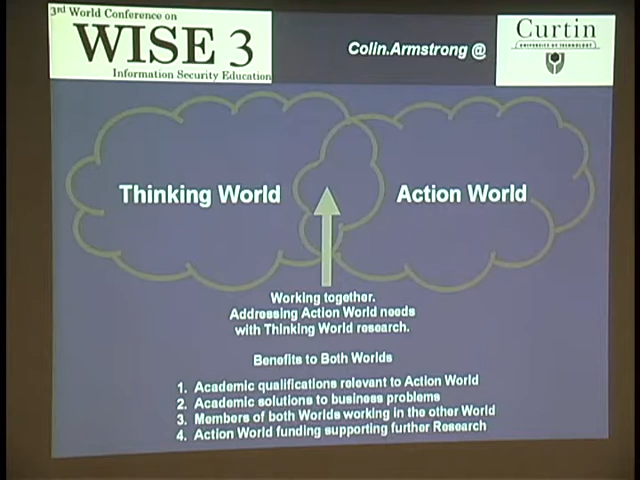 3rd World Conference on
WISE 3
Information Security Education
Colin.Armstrong @
Curtin
UNIVERSITY OF TECHNOLOGY
Thinking World
Action World
Working together.
Addressing Action World needs
with Thinking World research.
Benefits to Both Worlds
1. Academic qualifications relevant to Action World
2. Academic solutions to business problems
3. Members of both Worlds working in the other World
4. Action World funding supporting further Research